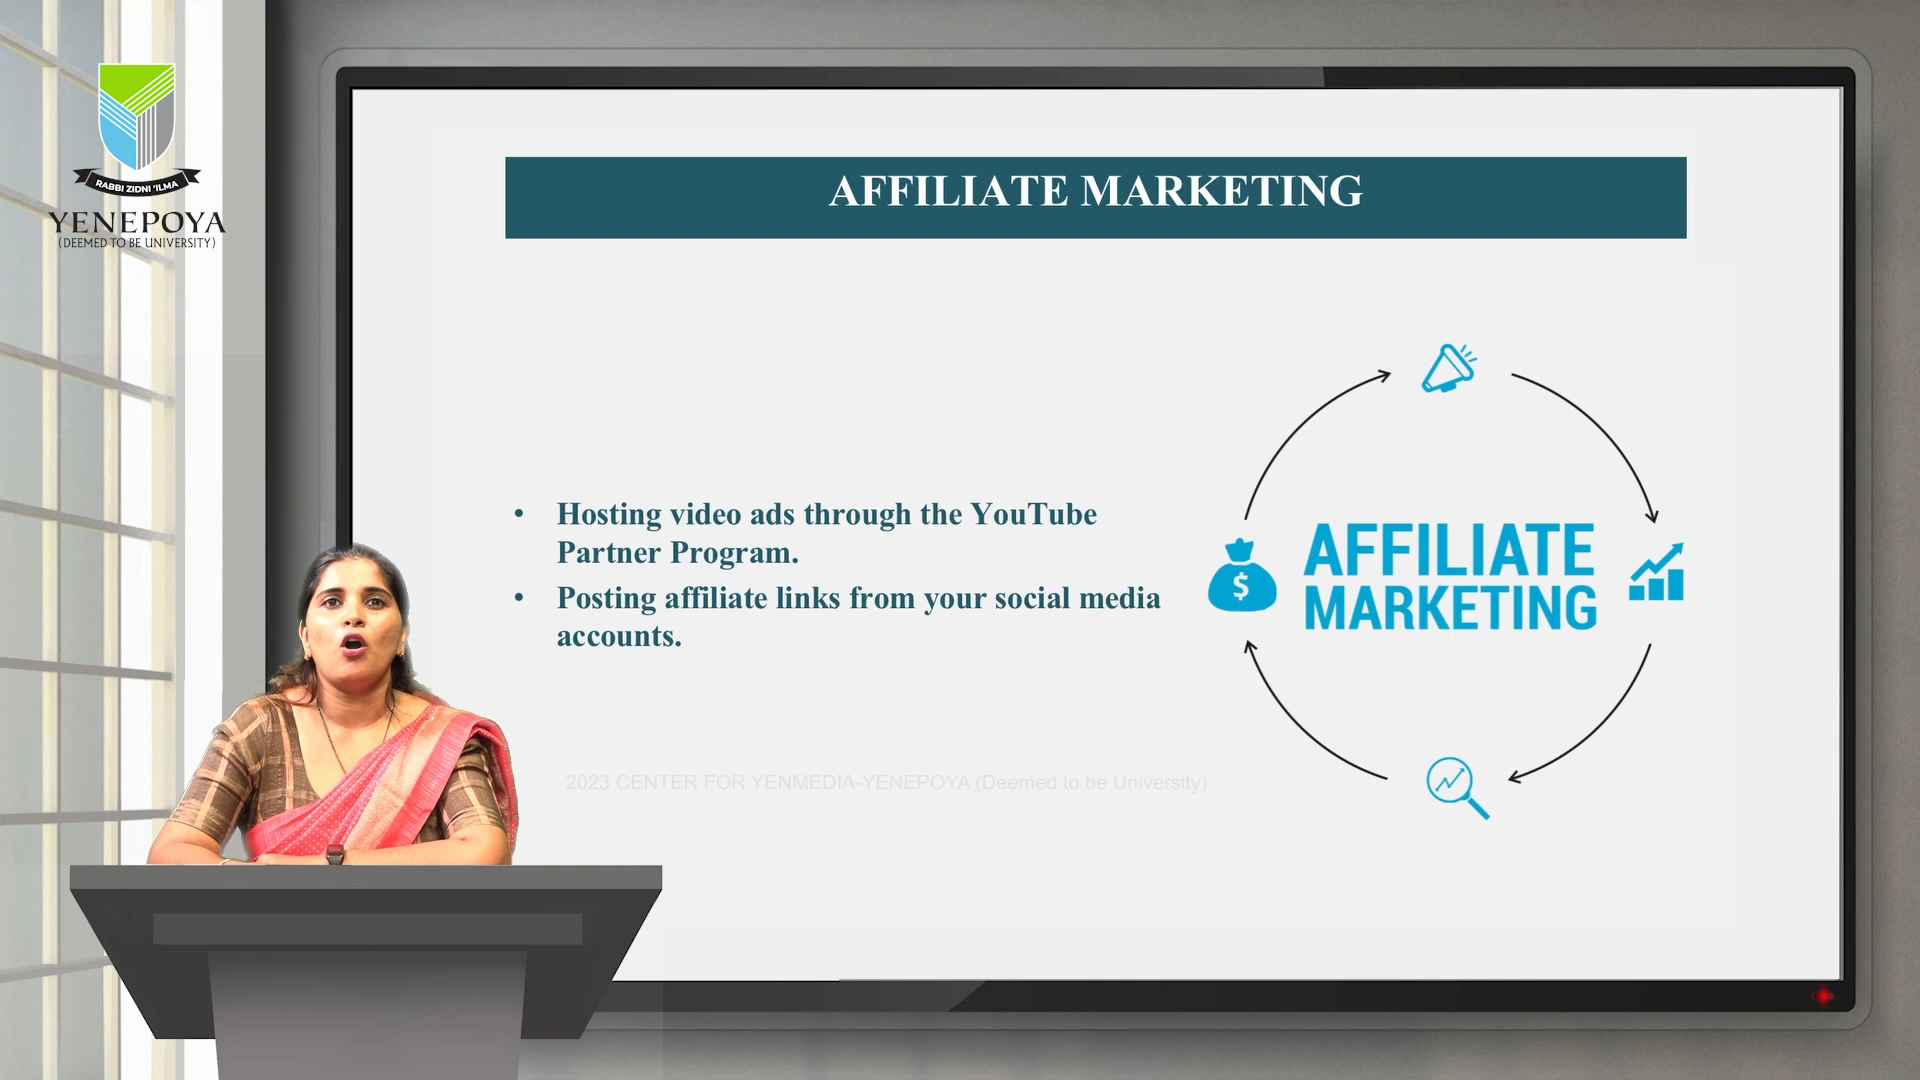 RABBI ZIDNI 'ILMA
YENEPOYA
(DEEMED TO BE UNIVERSITY)
AFFILIATE MARKETING
• Hosting video ads through the YouTube
Partner Program.
• Posting affiliate links from your social media
accounts.
$
AFFILIATE
MARKETING
2023 CENTER FOR YENMEDIA-YENEPOYA (Deemed to be University)